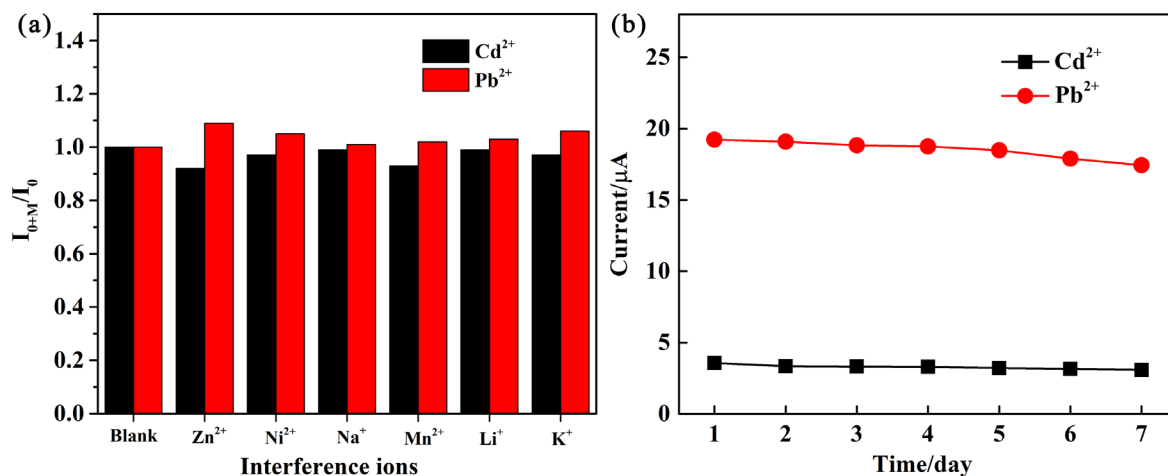 (a)
1.4
1.2
1.0
0.8
0.6
0.4
0.2
0.0
I₀₊M/I₀
Cd²⁺
Pb²⁺
Blank Zn²⁺ Ni²⁺ Na⁺ Mn²⁺ Li⁺ K⁺
Interference ions
(b)
25
20
15
10
5
0
Current/μA
Cd²⁺
Pb²⁺
1 2 3 4 5 6 7
Time/day